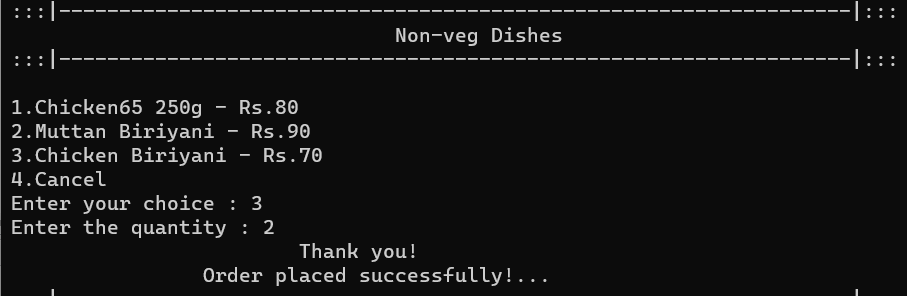 :::|------------------------------------------------------------------|:::
Non-veg Dishes
:::|------------------------------------------------------------------|:::
1.Chicken65 250g - Rs.80
2.Muttan Biriyani - Rs.90
3.Chicken Biriyani - Rs.70
4.Cancel
Enter your choice : 3
Enter the quantity : 2
Thank you!
Order placed successfully!...